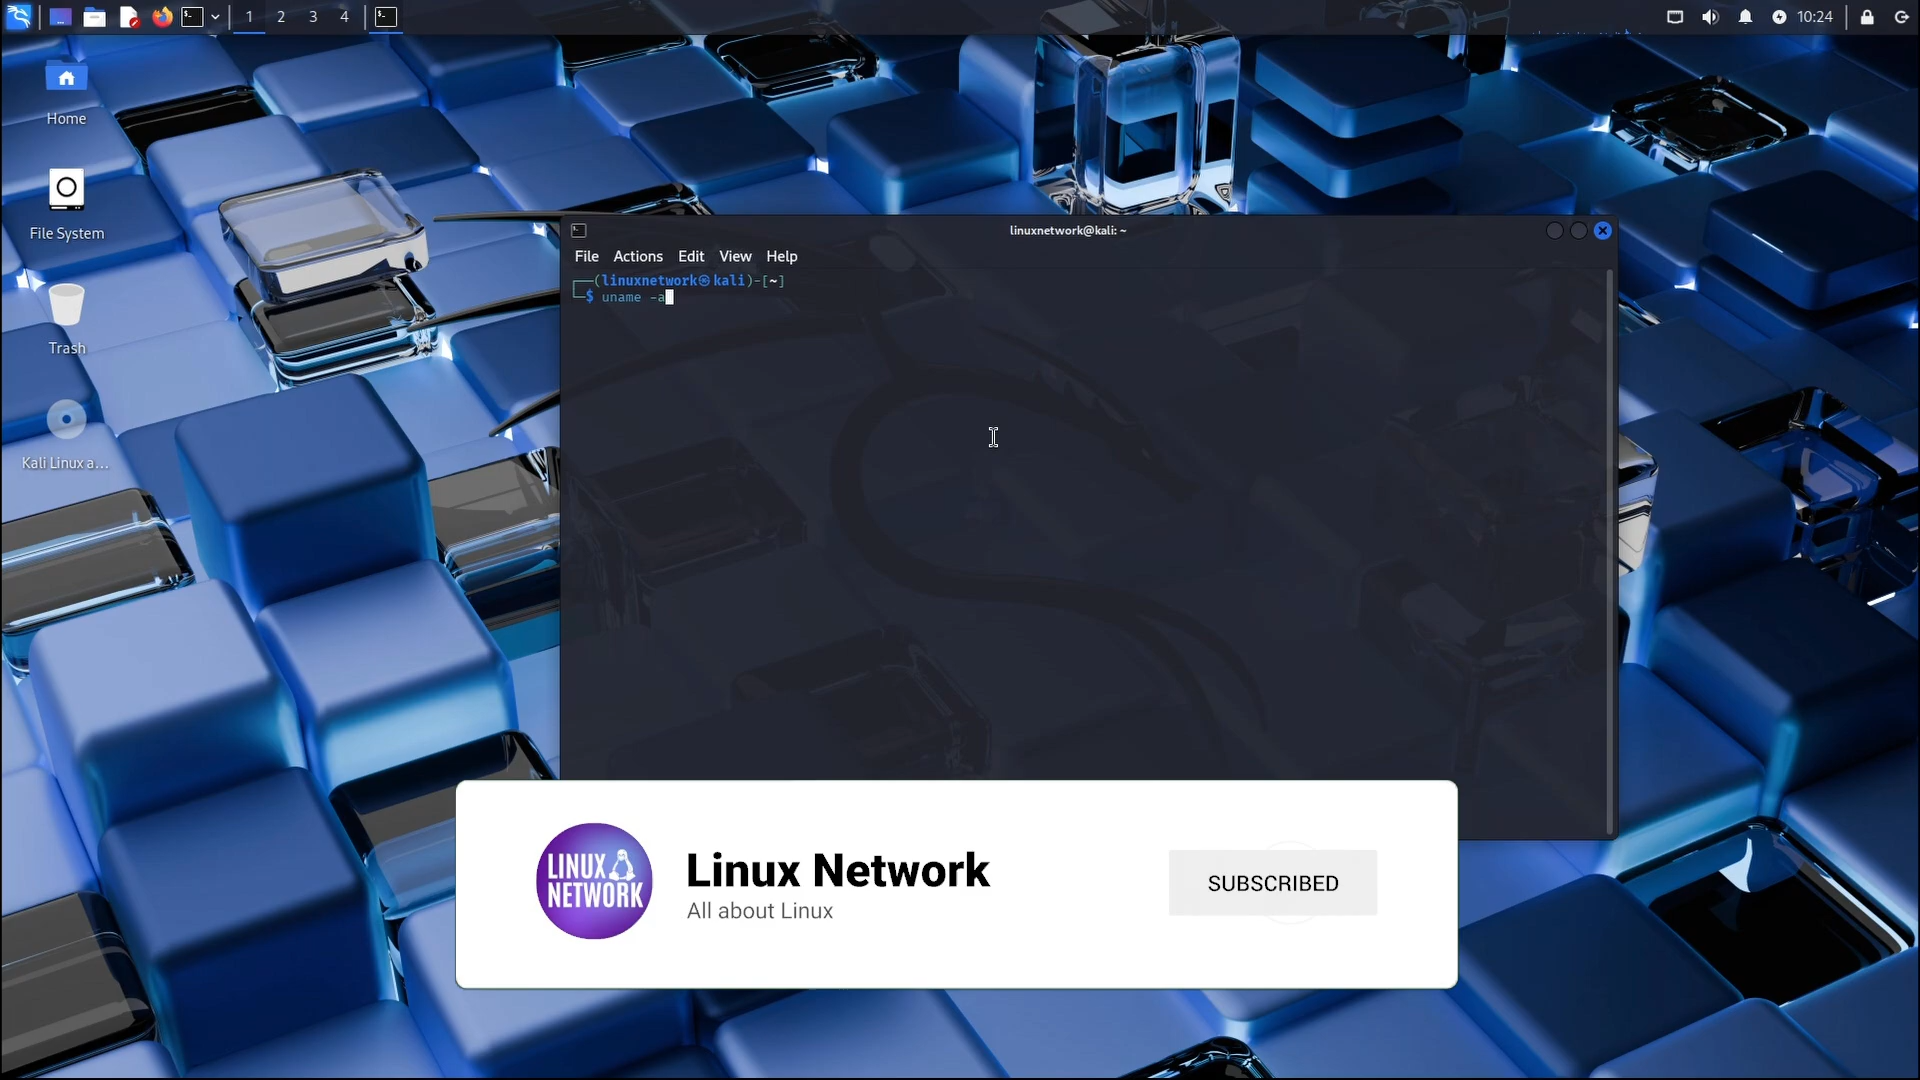 1 2 3 4
10:24
Home
File System
Trash
Kali Linux a...
linuxnetwork@kali: ~
File Actions Edit View Help
(linuxnetwork㉿kali)-[~]
$ uname -a
LINUX
NETWORK
Linux Network
All about Linux
SUBSCRIBED